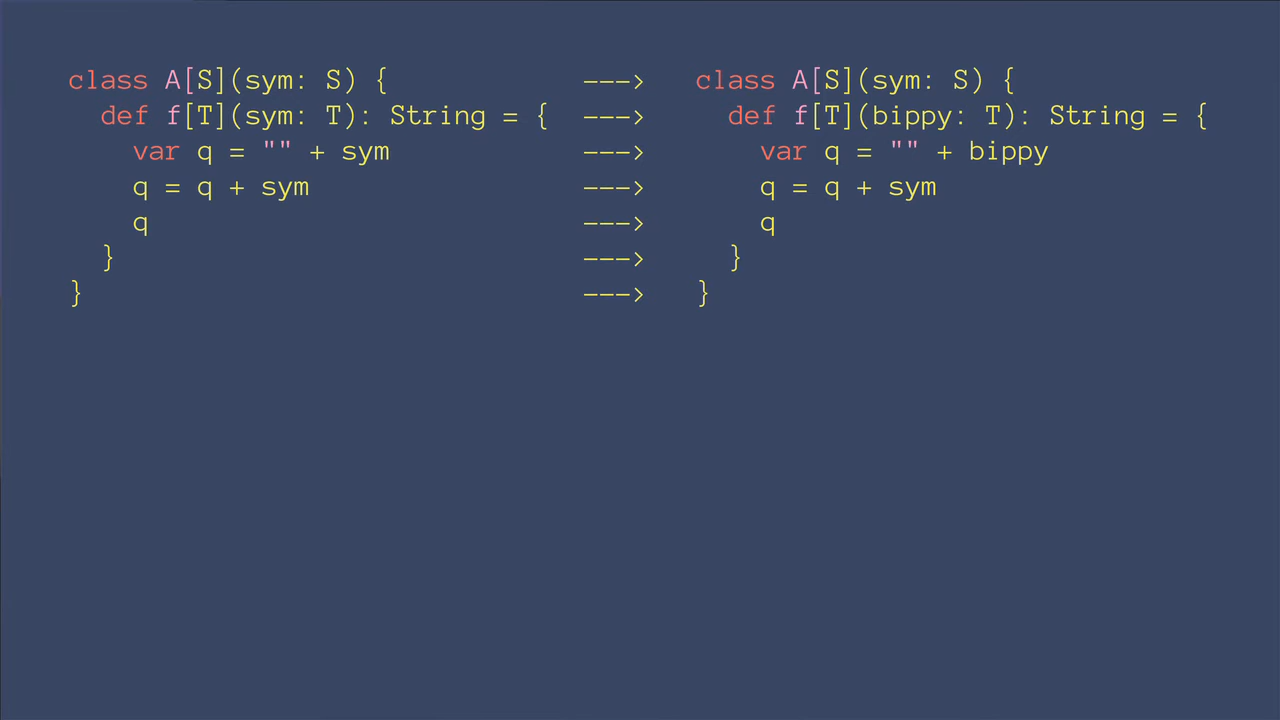 class A[S](sym: S) { ---> class A[S](sym: S) {
def f[T](sym: T): String = { ---> def f[T](bippy: T): String = {
var q = "" + sym ---> var q = "" + bippy
q = q + sym ---> q = q + sym
q ---> q
} ---> }
} ---> }